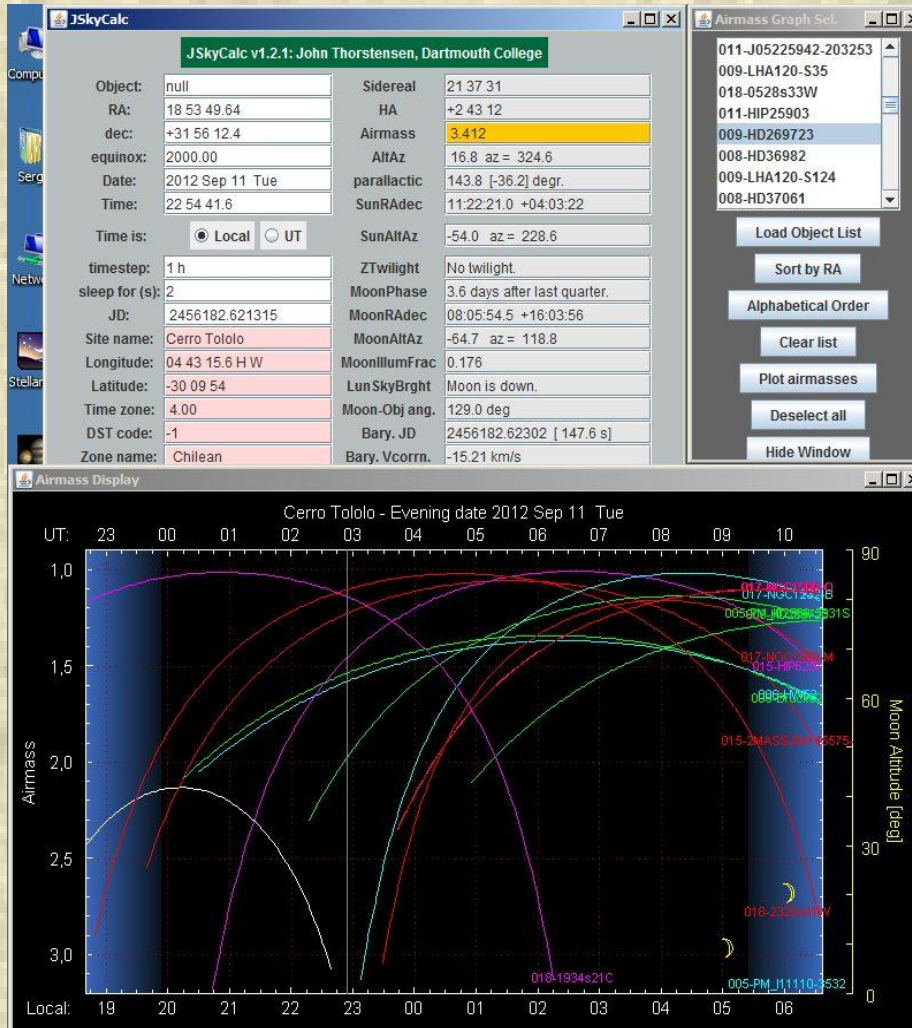 JSkyCalc
JSkyCalc v1.2.1: John Thorstensen, Dartmouth College
Object: null Sidereal 21 37 31
RA: 18 53 49.64 HA +2 43 12
dec: +31 56 12.4 Airmass 3.412
equinox: 2000.00 AltAz 16.8 az = 324.6
Date: 2012 Sep 11 Tue parallactic 143.8 [-36.2] degr.
Time: 22 54 41.6 SunRAdec 11:22:21.0 +04:03:22
Time is: Local UT SunAltAz -54.0 az = 228.6
timestep: 1 h ZTwilight No twilight.
sleep for (s): 2 MoonPhase 3.6 days after last quarter.
JD: 2456182.621315 MoonRAdec 08:05:54.5 +16:03:56
Site name: Cerro Tololo MoonAltAz -64.7 az = 118.8
Longitude: 04 43 15.6 H W MoonIllumFrac 0.176
Latitude: -30 09 54 LunSkyBrght Moon is down.
Time zone: 4.00 Moon-Obj ang. 129.0 deg
DST code: -1 Bary. JD 2456182.62302 [ 147.6 s]
Zone name: Chilean Bary. Vcorrn. -15.21 km/s
Compu
Serg
Netwo
Stellar
Airmass Graph Sel.
011-J05225942-203253
009-LHA120-S35
018-0528s33W
011-HIP25903
009-HD269723
008-HD36982
009-LHA120-S124
008-HD37061
Load Object List
Sort by RA
Alphabetical Order
Clear list
Plot airmasses
Deselect all
Hide Window
Airmass Display
Cerro Tololo - Evening date 2012 Sep 11 Tue
UT: 23 00 01 02 03 04 05 06 07 08 09 10
1,0
1,5
2,0
2,5
3,0
Airmass
90
60
30
0
Moon Altitude [deg]
018-1934s21C
005-PM_I11110-3532
Local: 19 20 21 22 23 00 01 02 03 04 05 06